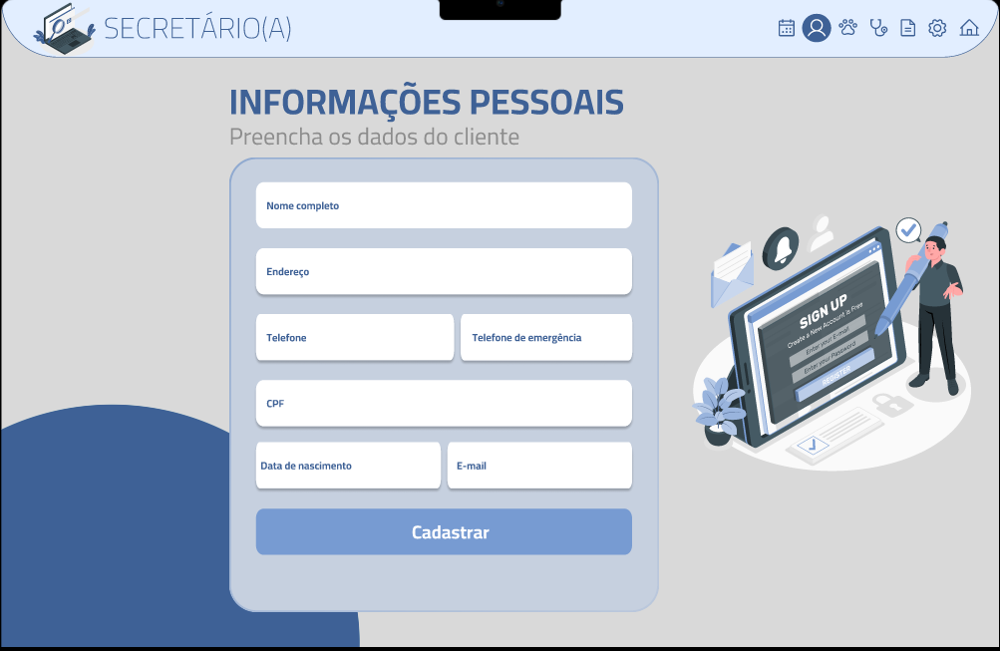 SECRETÁRIO(A)
INFORMAÇÕES PESSOAIS
Preencha os dados do cliente
Nome completo
Endereço
Telefone
Telefone de emergência
CPF
Data de nascimento
E-mail
Cadastrar
SIGN UP
Create a New Account is Free
Enter your E-mail
Enter your Password
REGISTER